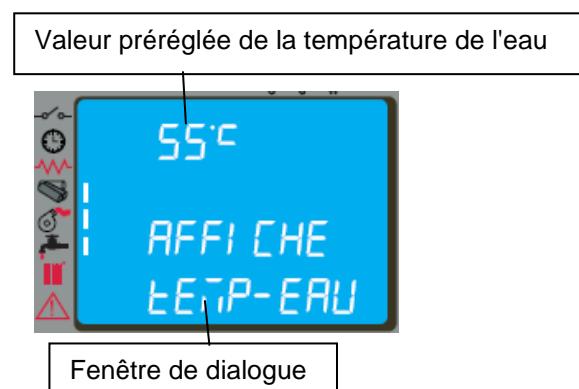 Valeur préréglée de la température de l'eau
55°C
AFFICHE
tEMP-EAU
Fenêtre de dialogue